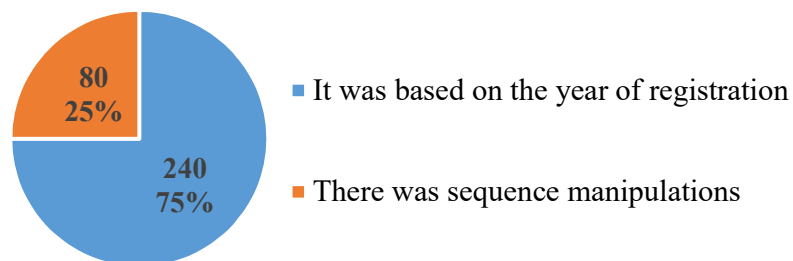 80
25%
It was based on the year of registration
240
75%
There was sequence manipulations